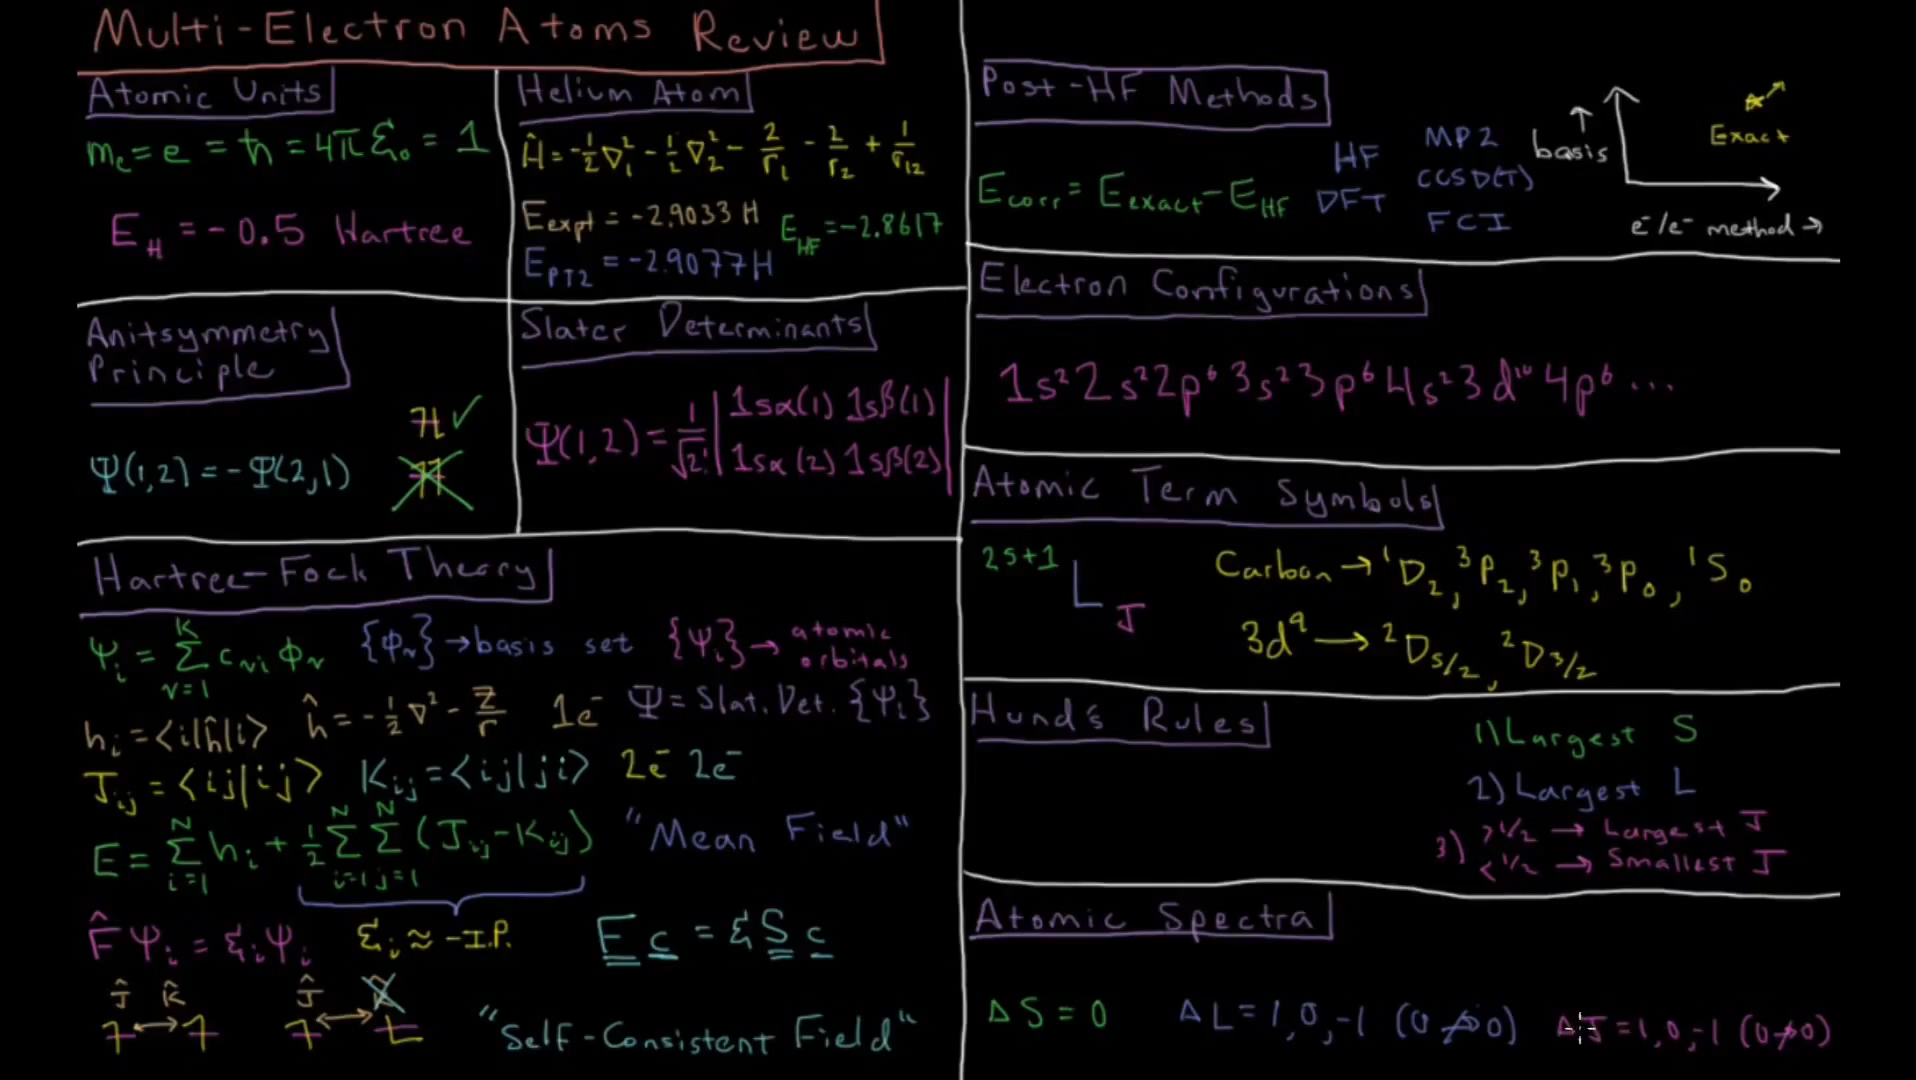 Multi-Electron Atoms Review
Atomic Units
mₑ = e = ħ = 4πε₀ = 1
E_H = -0.5 Hartree
Helium Atom
Ĥ = -½∇₁² - ½∇₂² - 2/r₁ - 2/r₂ + 1/r₁₂
E_expt = -2.9033 H
E_HF = -2.8617
E_PT2 = -2.9077 H
Anitsymmetry
Principle
Ψ(1,2) = -Ψ(2,1)
Slater Determinants
Ψ(1,2) = 1/√2! | 1sα(1) 1sβ(1) |
| 1sα(2) 1sβ(2) |
Hartree-Fock Theory
ψᵢ = Σ_{ν=1}^{K} c_νi φ_ν {φ_ν} → basis set {ψᵢ} → atomic orbitals
hᵢ = <i|ĥ|i> ĥ = -½∇² - Z/r 1e⁻ Ψ = Slat. Det. {ψᵢ}
Jᵢⱼ = <ij|ij> Kᵢⱼ = <ij|ji> 2e⁻ 2e⁻
E = Σ_{i=1}^{N} hᵢ + ½ Σ_{i=1}^{N} Σ_{j=1}^{N} (Jᵢⱼ - Kᵢⱼ) "Mean Field"
F̂ψᵢ = εᵢψᵢ εᵢ ≈ -I.P. F c = ε S c
Ĵ K̂ Ĵ K̂
"Self-Consistent Field"
Post-HF Methods
E_corr = E_exact - E_HF
HF
DFT
MP2
CCSD(T)
FCI
↑
basis
Exact
e⁻/e⁻ method →
Electron Configurations
1s²2s²2p⁶3s²3p⁶4s²3d¹⁰4p⁶...
Atomic Term Symbols
2S+1 L J
Carbon → ¹D₂, ³P₂, ³P₁, ³P₀, ¹S₀
3d⁹ → ²D₅/₂, ²D₃/₂
Hund's Rules
1) Largest S
2) Largest L
3) >1/2 → Largest J
<1/2 → Smallest J
Atomic Spectra
ΔS = 0 ΔL = 1,0,-1 (0↛0) ΔJ = 1,0,-1 (0↛0)